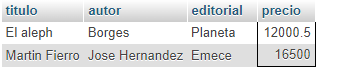 titulo autor editorial precio
El aleph Borges Planeta 12000.5
Martin Fierro Jose Hernandez Emece 16500